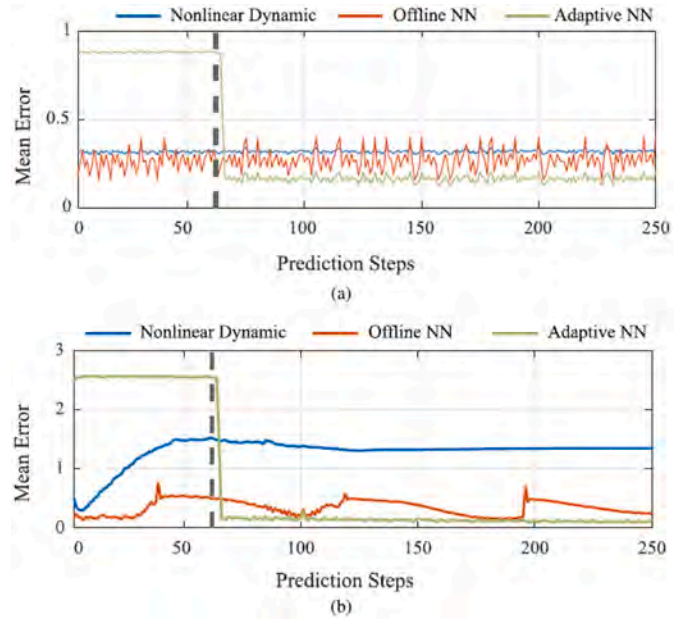 Nonlinear Dynamic Offline NN Adaptive NN
1
0.5
0
Mean Error
0 50 100 150 200 250
Prediction Steps
(a)
Nonlinear Dynamic Offline NN Adaptive NN
3
2
1
0
Mean Error
0 50 100 150 200 250
Prediction Steps
(b)